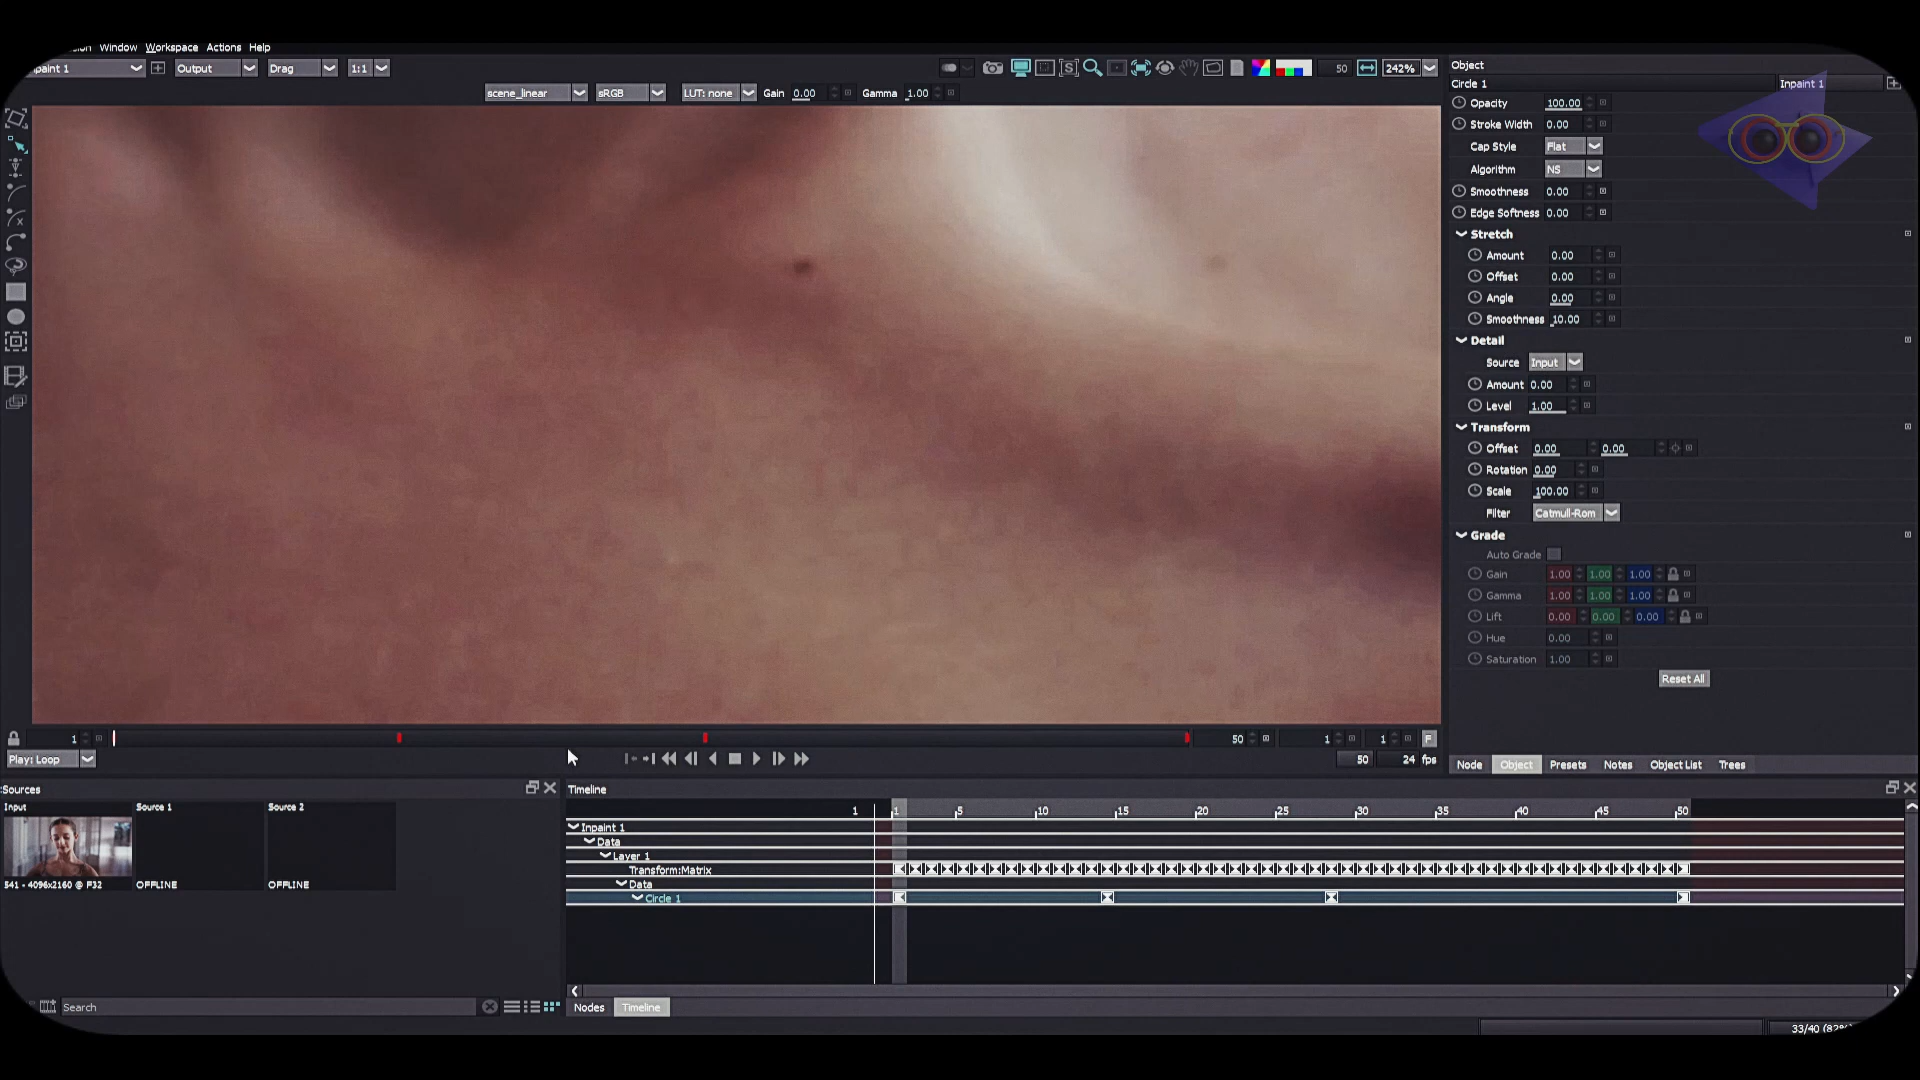 Window Workspace Actions Help
paint 1 Output Drag 1:1 50 242%
scene_linear sRGB LUT: none Gain 0.00 Gamma 1.00
Object
Circle 1 Inpaint 1
Opacity 100.00
Stroke Width 0.00
Cap Style Flat
Algorithm NS
Smoothness 0.00
Edge Softness 0.00
Stretch
Amount 0.00
Offset 0.00
Angle 0.00
Smoothness 10.00
Detail
Source Input
Amount 0.00
Level 1.00
Transform
Offset 0.00 0.00
Rotation 0.00
Scale 100.00
Filter Catmull-Rom
Grade
Auto Grade
Gain 1.00 1.00 1.00
Gamma 1.00 1.00 1.00
Lift 0.00 0.00 0.00
Hue 0.00
Saturation 1.00
Reset All
Node Object Presets Notes Object List Trees
1 50 1 1 F
Play: Loop 50 24 fps
Sources
Input Source 1 Source 2
541 - 4096x2160 @ F32 OFFLINE OFFLINE
Search
Timeline
1 1 5 10 15 20 25 30 35 40 45 50
Inpaint 1
Data
Layer 1
Transform:Matrix
Data
Circle 1
Nodes Timeline
33/40 (82%